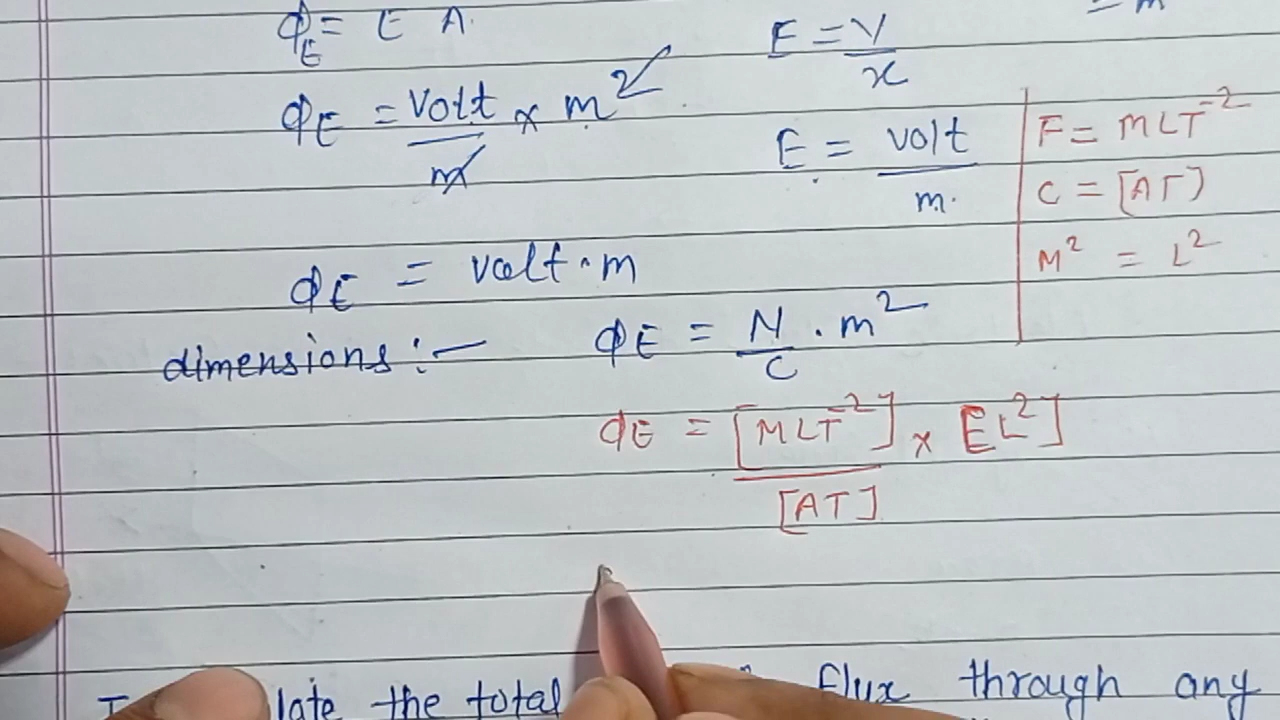 ΦE = E A.
E = V/x
= m
ΦE = Volt/m × m²
E = volt/m.
F = MLT⁻²
C = [AT]
M² = L²
ΦE = volt · m
dimensions :- ΦE = N/C . m²
ΦE = [MLT⁻²]/[AT] × [L²]
late the total flux through any